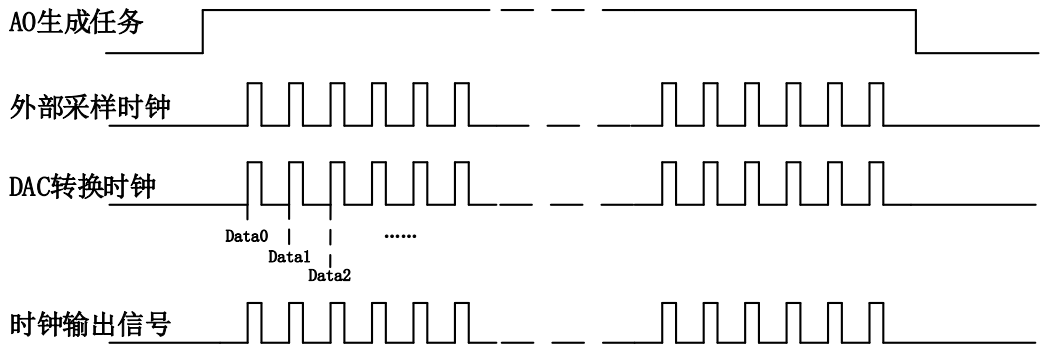 AO生成任务
外部采样时钟
DAC转换时钟
Data0
Data1
Data2
……
时钟输出信号